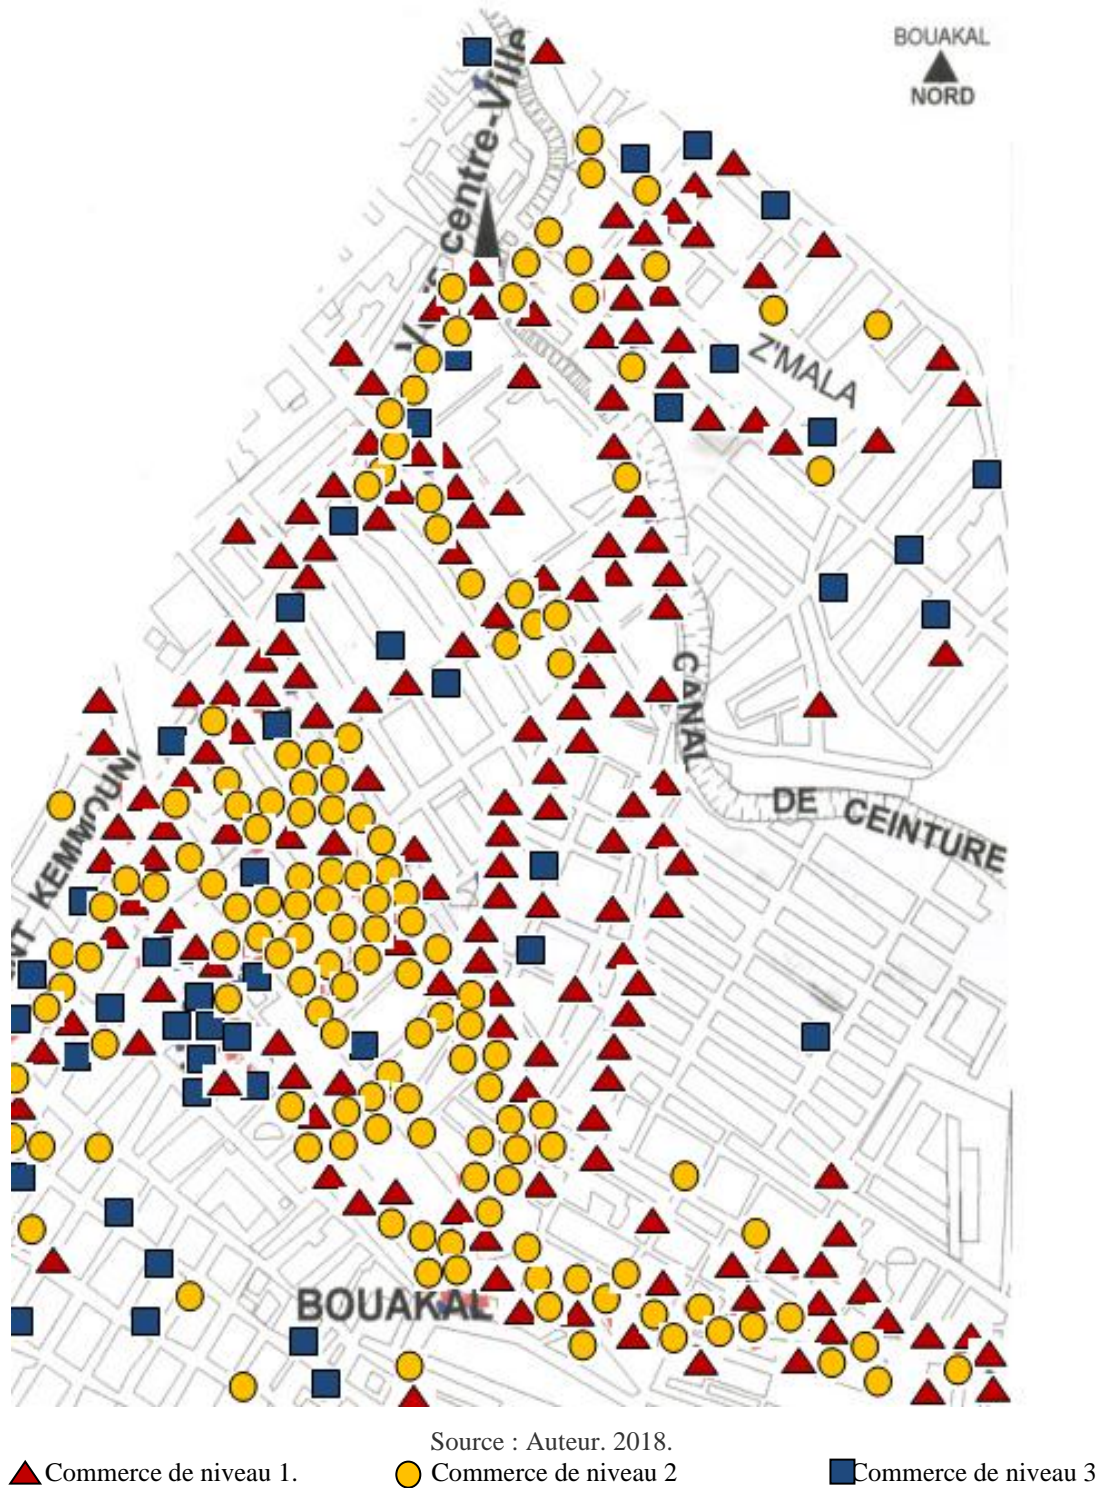 BOUAKAL
NORD
centre-Ville
Z'MALA
CANAL
DE CEINTURE
KEMMOUNI
BOUAKAL
Source : Auteur. 2018.
Commerce de niveau 1. Commerce de niveau 2 Commerce de niveau 3